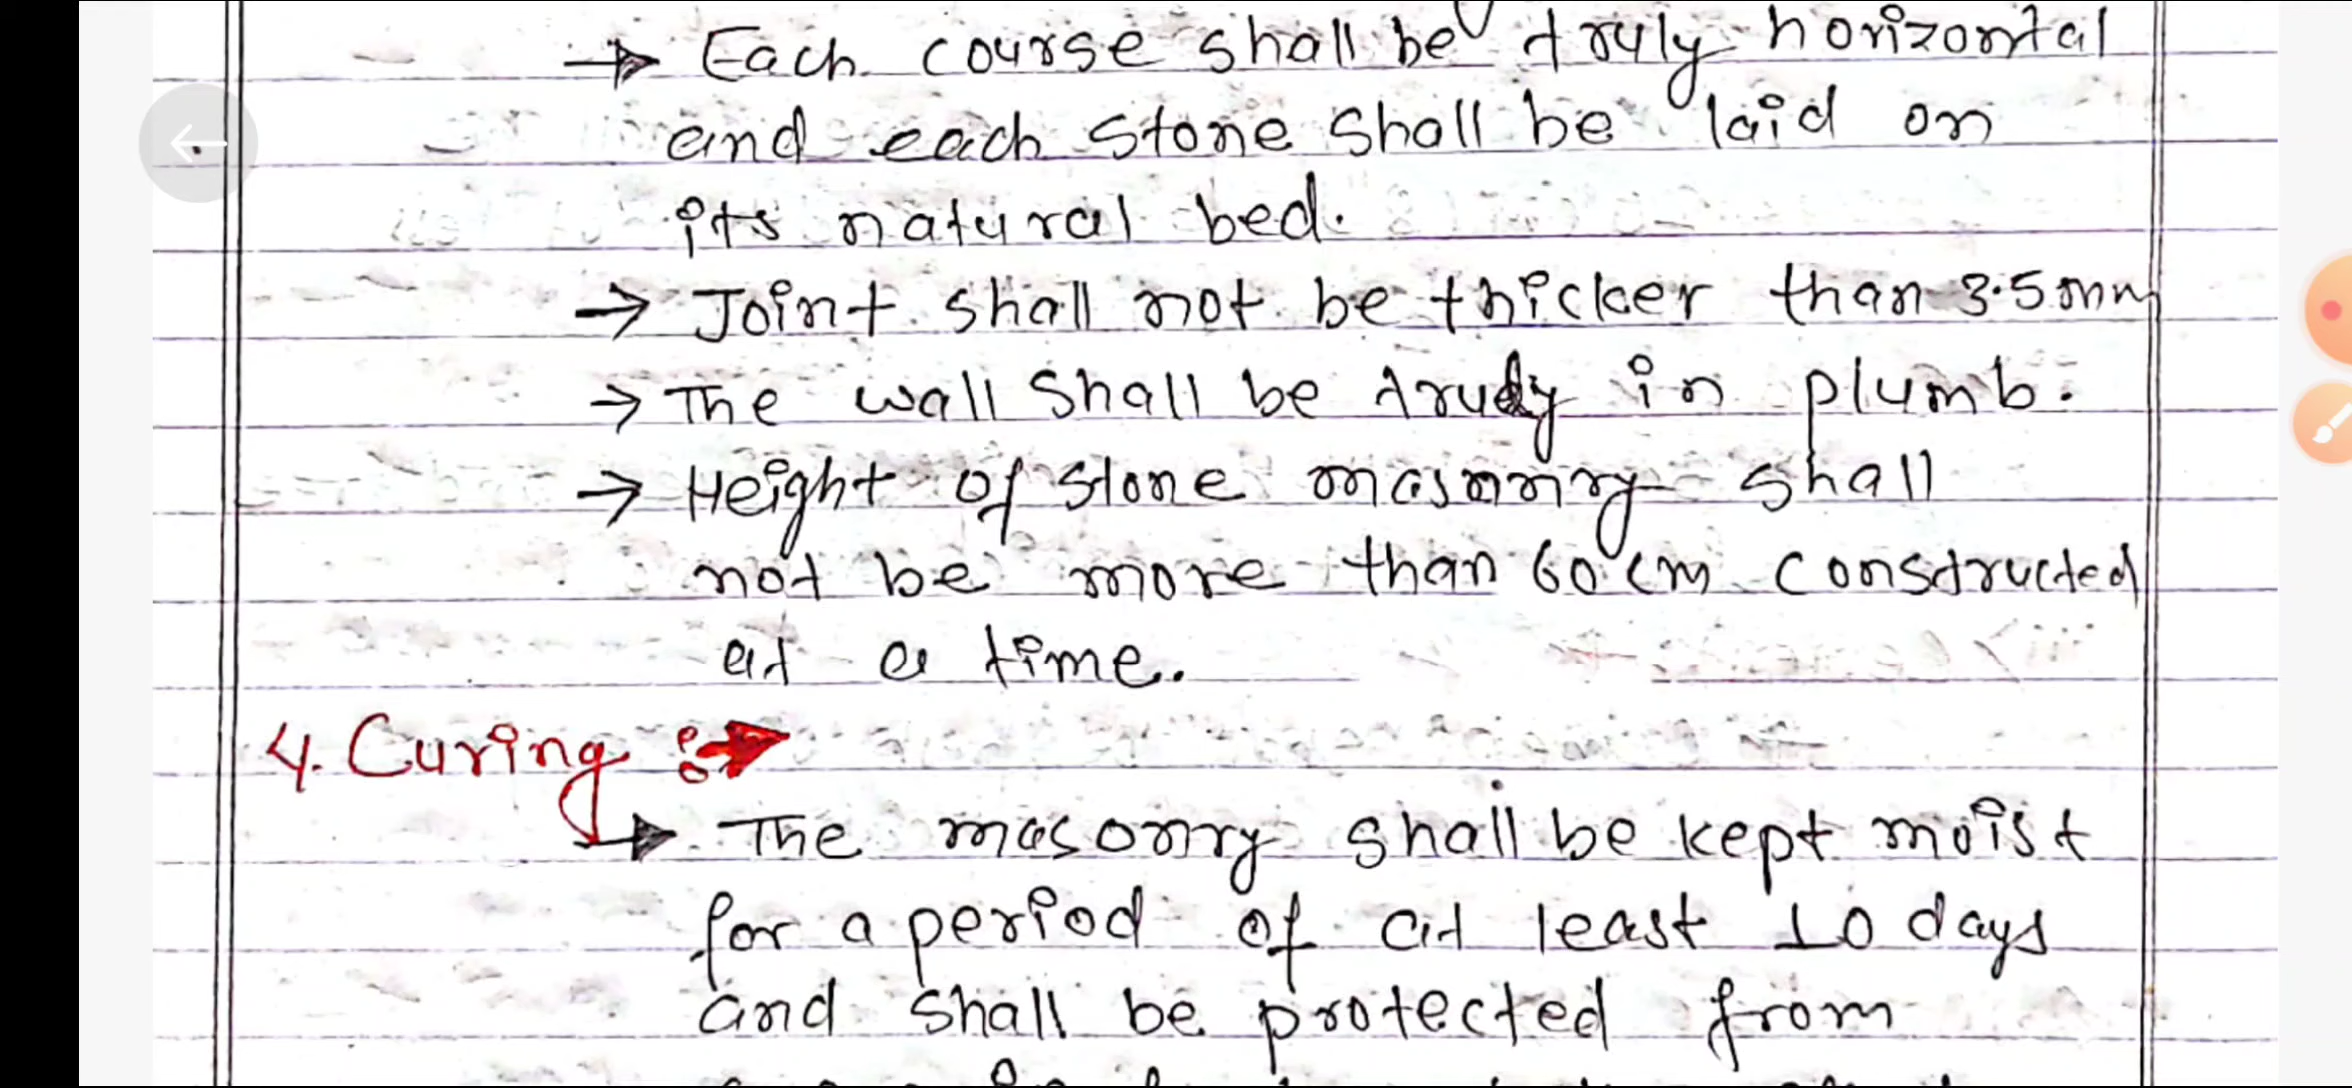 → Each course shall be truly horizontal
and each stone shall be laid on
its natural bed.
→ Joint shall not be thicker than 3.5mm
→ The wall shall be trudy in plumb.
→ Height of stone masonry shall
not be more than 60 cm constructed
at a time.
4. Curing :→
→ The masonry shall be kept moist
for a period of at least 10 days
and shall be protected from